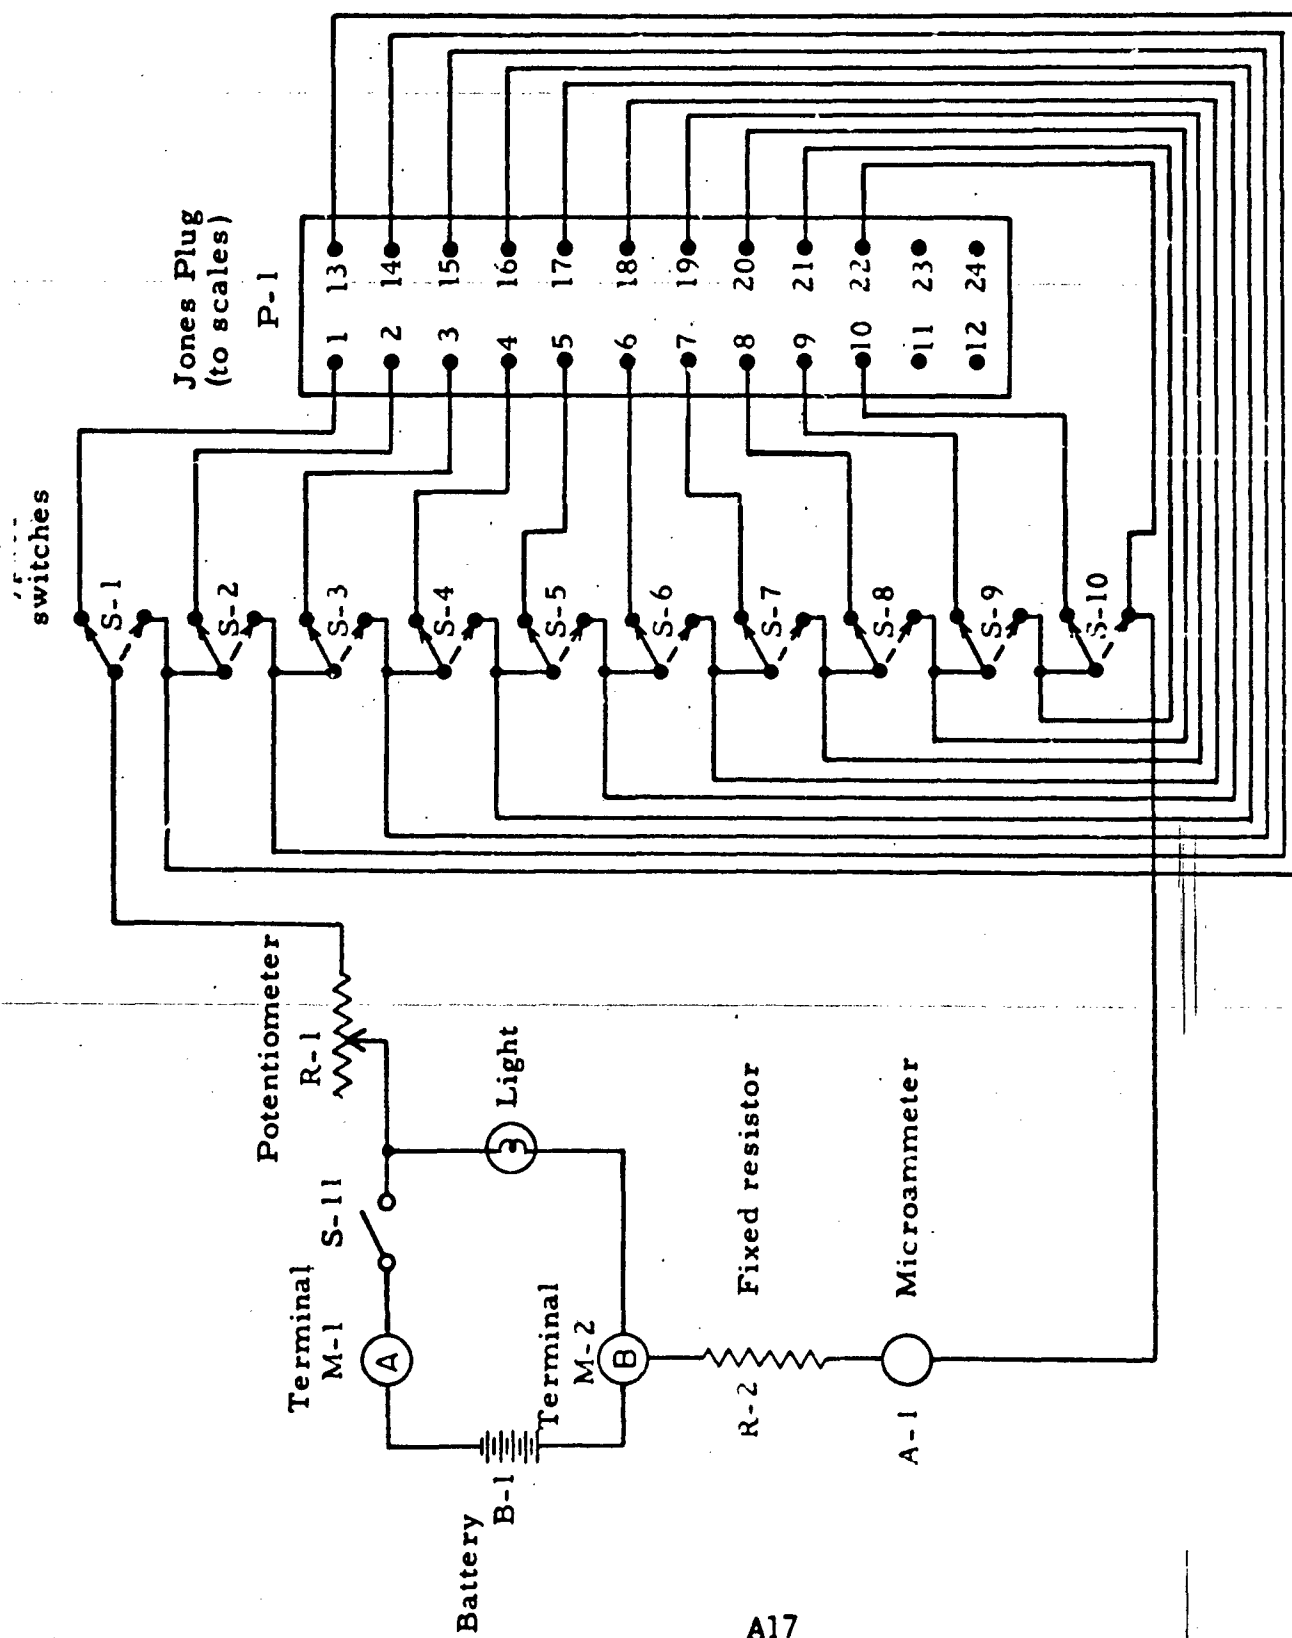 switches
Jones Plug
(to scales)
P-1
S-1
S-2
S-3
S-4
S-5
S-6
S-7
S-8
S-9
S-10
1 13
2 14
3 15
4 16
5 17
6 18
7 19
8 20
9 21
10 22
11 23
12 24
Potentiometer
R-1
Light
S-11
Terminal
M-1
A
Terminal
M-2
B
Battery
B-1
Fixed resistor
R-2
Microammeter
A-1
A17